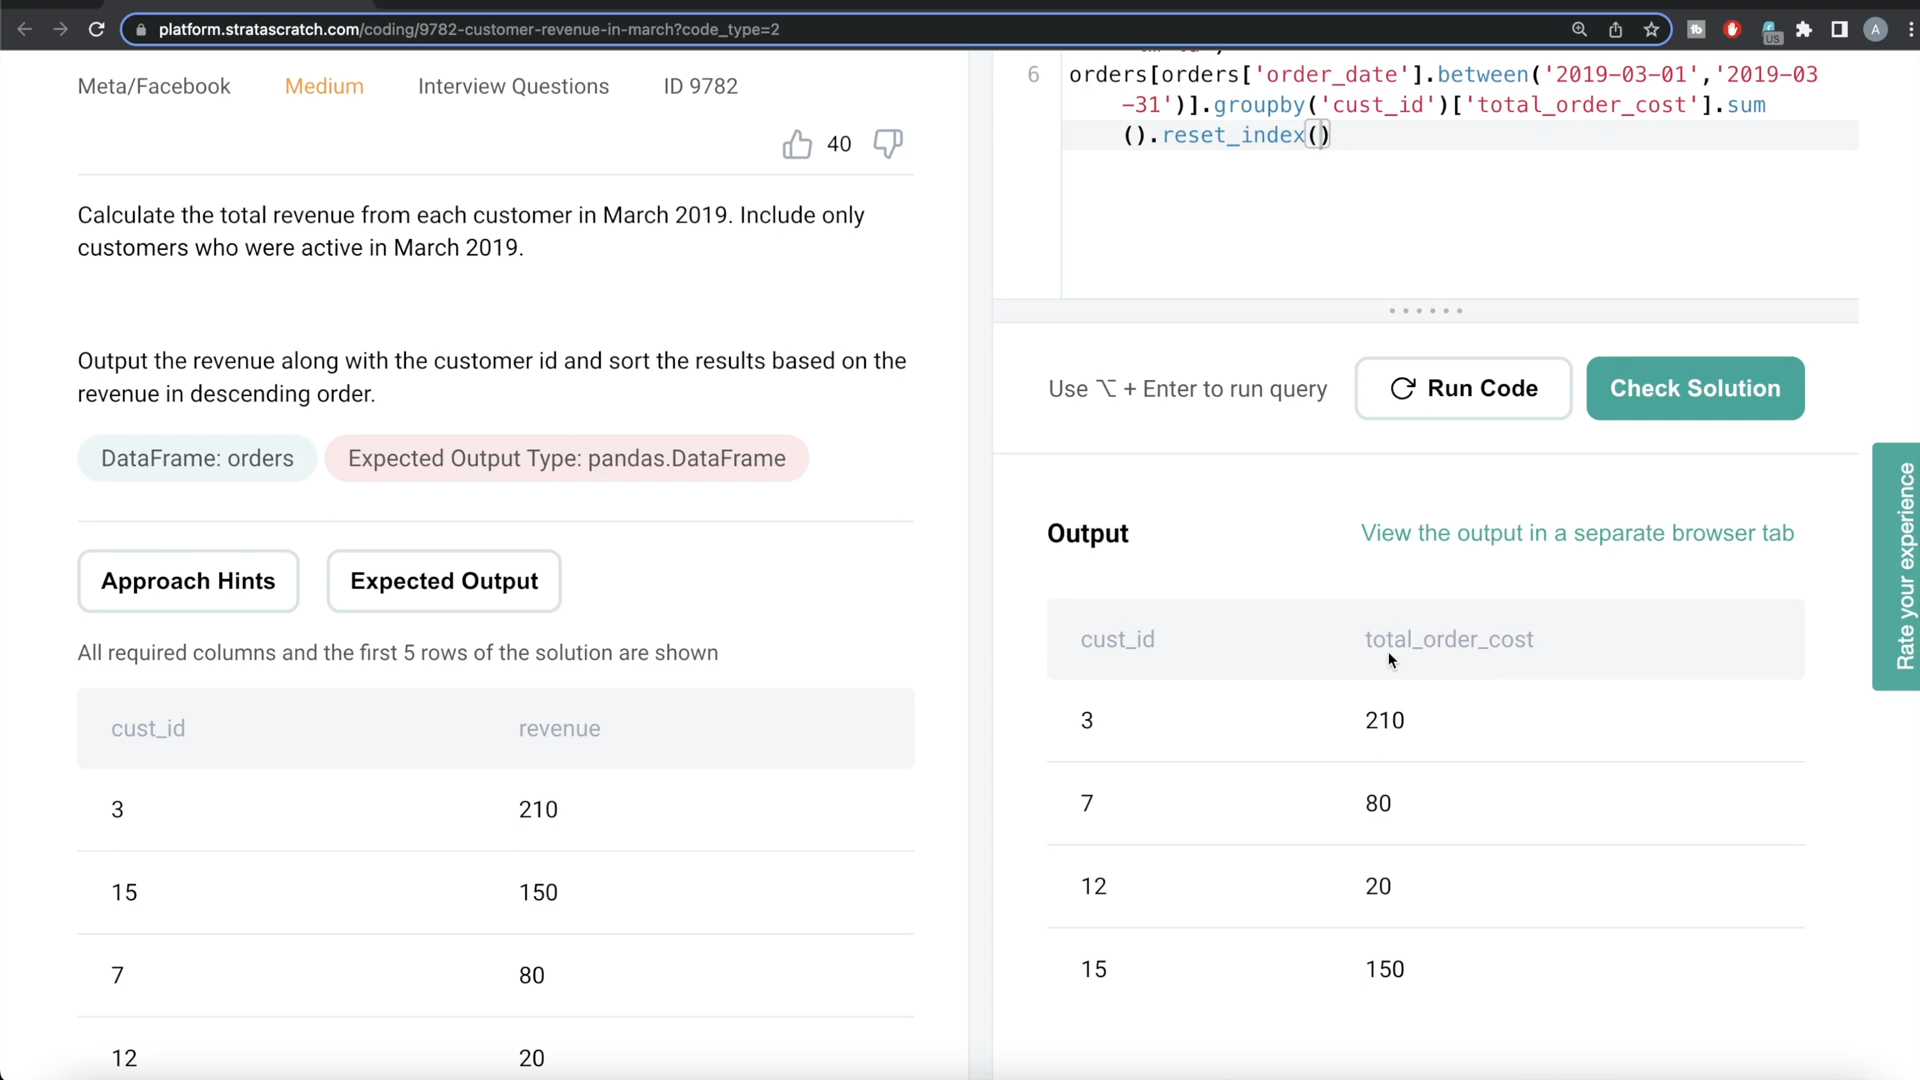 platform.stratascratch.com/coding/9782-customer-revenue-in-march?code_type=2
US
A
Meta/Facebook Medium Interview Questions ID 9782
40
Calculate the total revenue from each customer in March 2019. Include only
customers who were active in March 2019.
Output the revenue along with the customer id and sort the results based on the
revenue in descending order.
DataFrame: orders Expected Output Type: pandas.DataFrame
Approach Hints Expected Output
All required columns and the first 5 rows of the solution are shown
cust_id revenue
3 210
15 150
7 80
12 20
6 orders[orders['order_date'].between('2019-03-01','2019-03
-31')].groupby('cust_id')['total_order_cost'].sum
().reset_index()
Use ⌥ + Enter to run query Run Code Check Solution
Output View the output in a separate browser tab
cust_id total_order_cost
3 210
7 80
12 20
15 150
Rate your experience